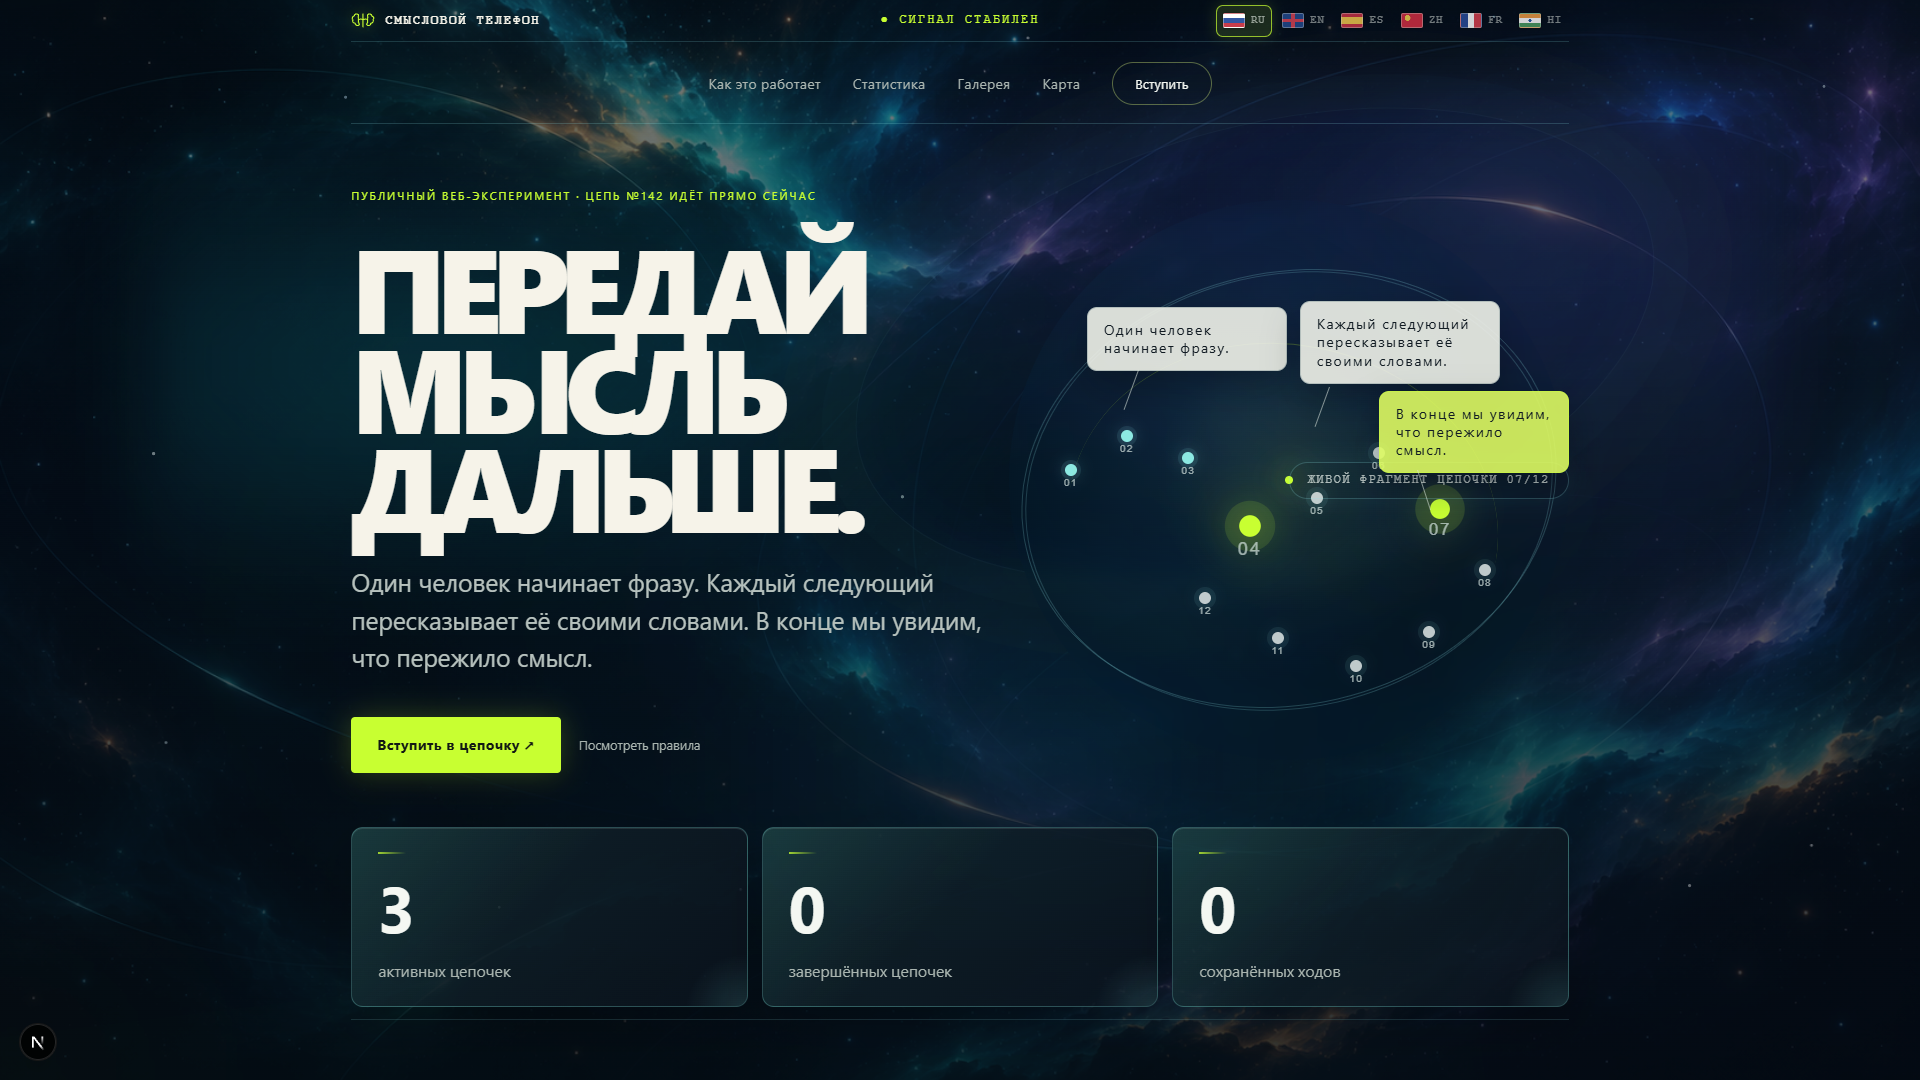 СМЫСЛОВОЙ ТЕЛЕФОН
СИГНАЛ СТАБИЛЕН
RU
EN
ES
ZH
FR
HI
Как это работает
Статистика
Галерея
Карта
Вступить
ПУБЛИЧНЫЙ ВЕБ-ЭКСПЕРИМЕНТ · ЦЕПЬ №142 ИДЁТ ПРЯМО СЕЙЧАС
ПЕРЕДАЙ
МЫСЛЬ
ДАЛЬШЕ.
Один человек начинает фразу. Каждый следующий
пересказывает её своими словами. В конце мы увидим,
что пережило смысл.
Вступить в цепочку ↗
Посмотреть правила
Один человек
начинает фразу.
Каждый следующий
пересказывает её
своими словами.
В конце мы увидим,
что пережило
смысл.
ЖИВОЙ ФРАГМЕНТ ЦЕПОЧКИ 07/12
01
02
03
04
05
07
08
09
10
11
12
3
активных цепочек
0
завершённых цепочек
0
сохранённых ходов
N